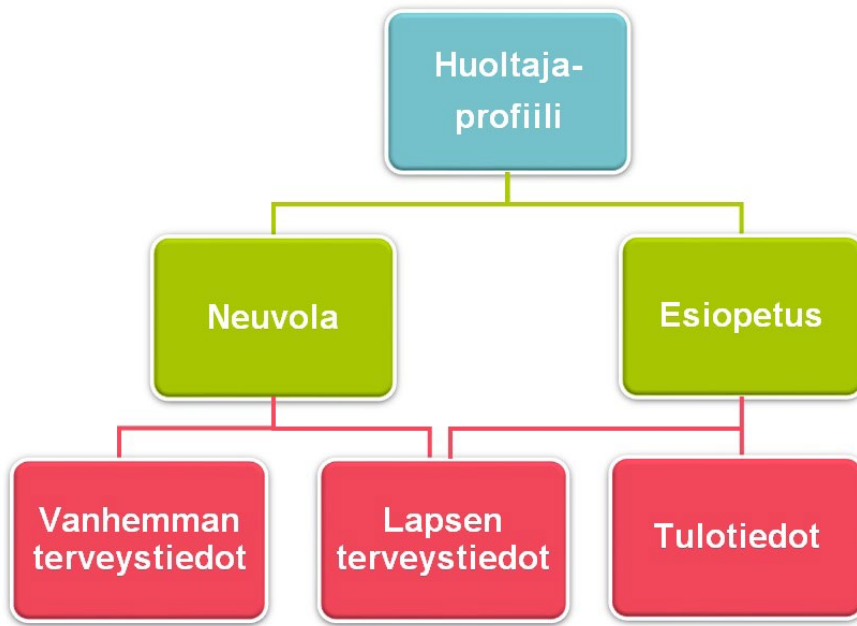 Huoltaja-
profiili
Neuvola
Esiopetus
Vanhemman
terveystiedot
Lapsen
terveystiedot
Tulotiedot